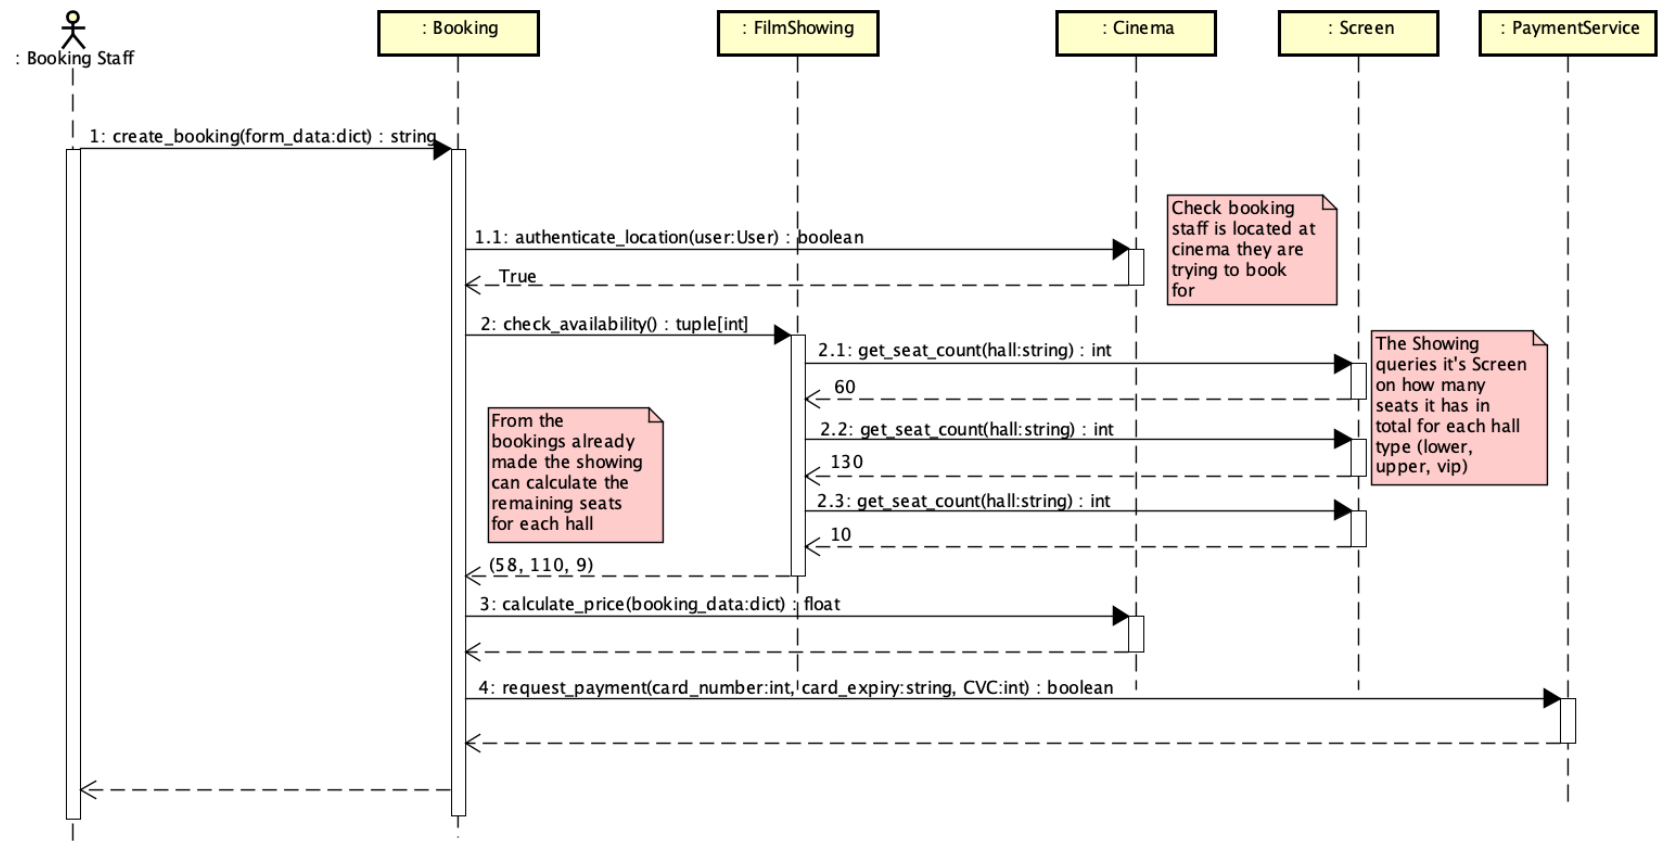 : Booking Staff
: Booking
: FilmShowing
: Cinema
: Screen
: PaymentService
1: create_booking(form_data:dict) : string
Check booking
staff is located at
cinema they are
trying to book
for
1.1: authenticate_location(user:User) : boolean
True
2: check_availability() : tuple[int]
The Showing
queries it's Screen
on how many
seats it has in
total for each hall
type (lower,
upper, vip)
2.1: get_seat_count(hall:string) : int
60
From the
bookings already
made the showing
can calculate the
remaining seats
for each hall
2.2: get_seat_count(hall:string) : int
130
2.3: get_seat_count(hall:string) : int
10
(58, 110, 9)
3: calculate_price(booking_data:dict) : float
4: request_payment(card_number:int, card_expiry:string, CVC:int) : boolean